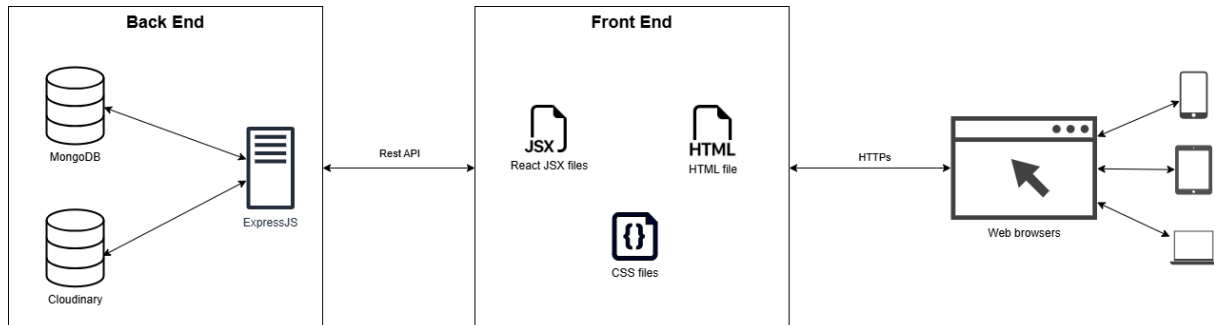 Back End
MongoDB
Cloudinary
ExpressJS
Rest API
Front End
JSX
React JSX files
HTML
HTML file
{}
CSS files
HTTPs
Web browsers